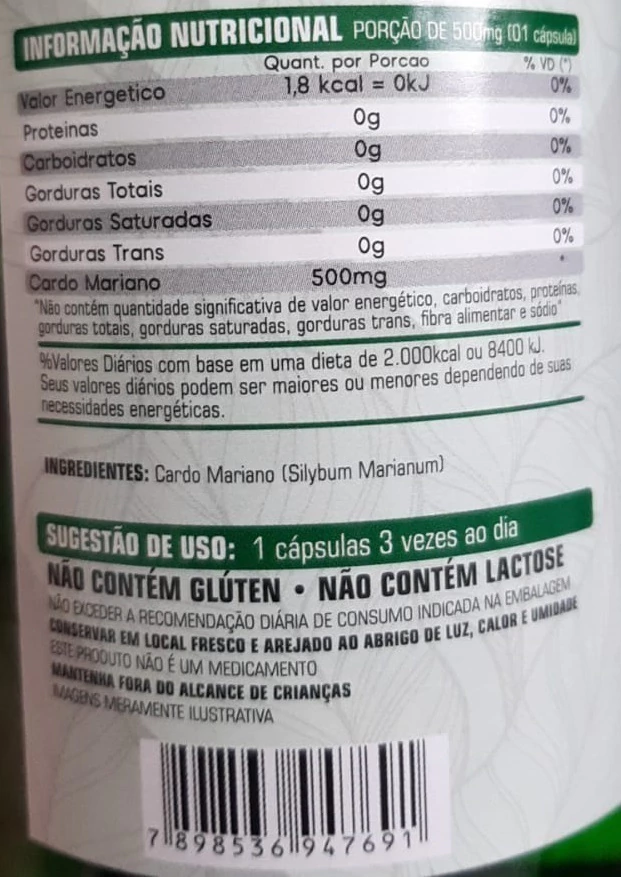 INFORMAÇÃO NUTRICIONAL PORÇÃO DE 500mg (01 cápsula)
Quant. por Porcao % VD (*)
Valor Energetico 1,8 kcal = 0kJ 0%
Proteinas 0g 0%
Carboidratos 0g 0%
Gorduras Totais 0g 0%
Gorduras Saturadas 0g 0%
Gorduras Trans 0g 0%
Cardo Mariano 500mg *
"Não contém quantidade significativa de valor energético, carboidratos, proteínas,
gorduras totais, gorduras saturadas, gorduras trans, fibra alimentar e sódio"
%Valores Diários com base em uma dieta de 2.000kcal ou 8400 kJ.
Seus valores diários podem ser maiores ou menores dependendo de suas
necessidades energéticas.
INGREDIENTES: Cardo Mariano (Silybum Marianum)
SUGESTÃO DE USO: 1 cápsulas 3 vezes ao dia
NÃO CONTÉM GLÚTEN • NÃO CONTÉM LACTOSE
NÃO EXCEDER A RECOMENDAÇÃO DIÁRIA DE CONSUMO INDICADA NA EMBALAGEM
CONSERVAR EM LOCAL FRESCO E AREJADO AO ABRIGO DE LUZ, CALOR E UMIDADE
ESTE PRODUTO NÃO É UM MEDICAMENTO
MANTENHA FORA DO ALCANCE DE CRIANÇAS
IMAGENS MERAMENTE ILUSTRATIVA
7 898536 947691